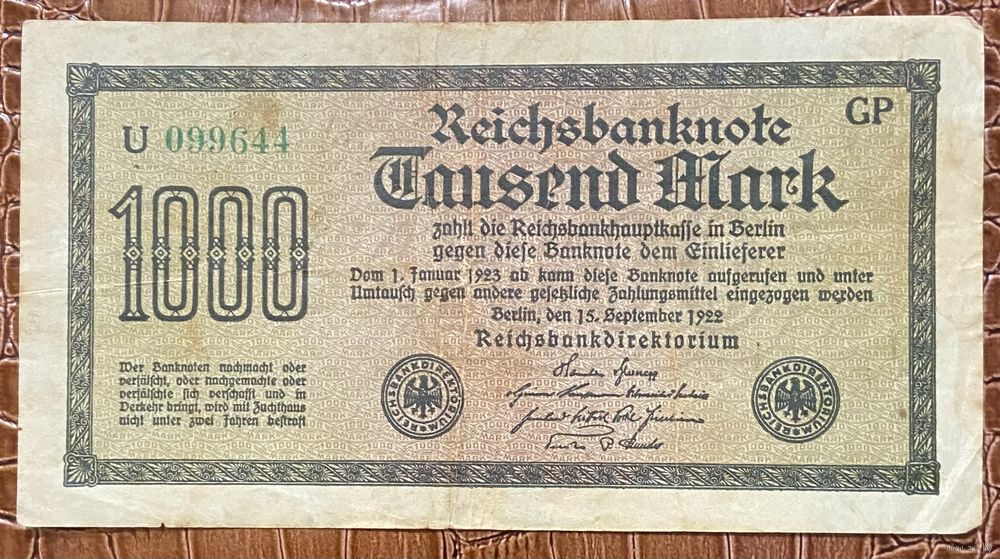 Reichsbanknote
GP
U 099644
Tausend Mark
1000
zahlt die Reichsbankhauptkasse in Berlin
gegen diese Banknote dem Einlieferer
Vom 1. Januar 1923 ab kann diese Banknote aufgerufen und unter
Umtausch gegen andere gesetzliche Zahlungsmittel eingezogen werden
Berlin, den 15. September 1922
Reichsbankdirektorium
Wer Banknoten nachmacht oder
verfälscht, oder nachgemachte oder
verfälschte sich verschafft und in
Verkehr bringt, wird mit Zuchthaus
nicht unter zwei Jahren bestraft
REICHSBANKDIREKTORIUM
REICHSBANKDIREKTORIUM